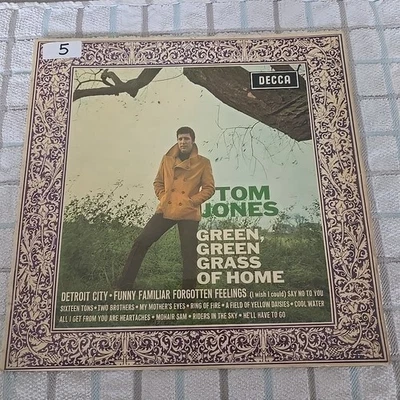 5
DECCA
TOM
JONES
GREEN,
GREEN
GRASS
OF HOME
DETROIT CITY • FUNNY FAMILIAR FORGOTTEN FEELINGS (I wish I could) SAY NO TO YOU
SIXTEEN TONS • TWO BROTHERS • MY MOTHER'S EYES • RING OF FIRE • A FIELD OF YELLOW DAISIES • COOL WATER
ALL I GET FROM YOU ARE HEARTACHES • MOHAIR SAM • RIDERS IN THE SKY • HE'LL HAVE TO GO